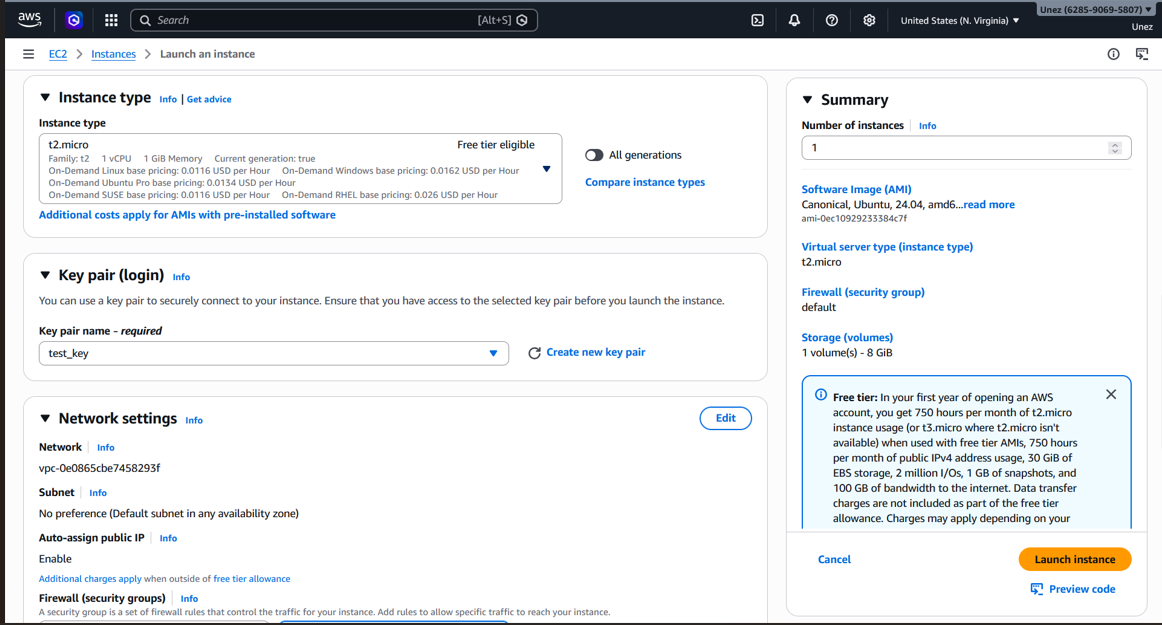 aws
Search
[Alt+S]
United States (N. Virginia)
Unez (6285-9069-5807)
Unez
EC2
Instances
Launch an instance
Instance type
Info
Get advice
Instance type
t2.micro
Free tier eligible
Family: t2 1 vCPU 1 GiB Memory Current generation: true
On-Demand Linux base pricing: 0.0116 USD per Hour On-Demand Windows base pricing: 0.0162 USD per Hour
On-Demand Ubuntu Pro base pricing: 0.0134 USD per Hour
On-Demand SUSE base pricing: 0.0116 USD per Hour On-Demand RHEL base pricing: 0.026 USD per Hour
All generations
Compare instance types
Additional costs apply for AMIs with pre-installed software
Key pair (login)
Info
You can use a key pair to securely connect to your instance. Ensure that you have access to the selected key pair before you launch the instance.
Key pair name - required
test_key
Create new key pair
Network settings
Info
Edit
Network
Info
vpc-0e0865cbe7458293f
Subnet
Info
No preference (Default subnet in any availability zone)
Auto-assign public IP
Info
Enable
Additional charges apply when outside of free tier allowance
Firewall (security groups)
Info
A security group is a set of firewall rules that control the traffic for your instance. Add rules to allow specific traffic to reach your instance.
Summary
Number of instances
Info
1
Software Image (AMI)
Canonical, Ubuntu, 24.04, amd6...read more
ami-0ec10929233384c7f
Virtual server type (instance type)
t2.micro
Firewall (security group)
default
Storage (volumes)
1 volume(s) - 8 GiB
Free tier: In your first year of opening an AWS
account, you get 750 hours per month of t2.micro
instance usage (or t3.micro where t2.micro isn't
available) when used with free tier AMIs, 750 hours
per month of public IPv4 address usage, 30 GiB of
EBS storage, 2 million I/Os, 1 GB of snapshots, and
100 GB of bandwidth to the internet. Data transfer
charges are not included as part of the free tier
allowance. Charges may apply depending on your
Cancel
Launch instance
Preview code